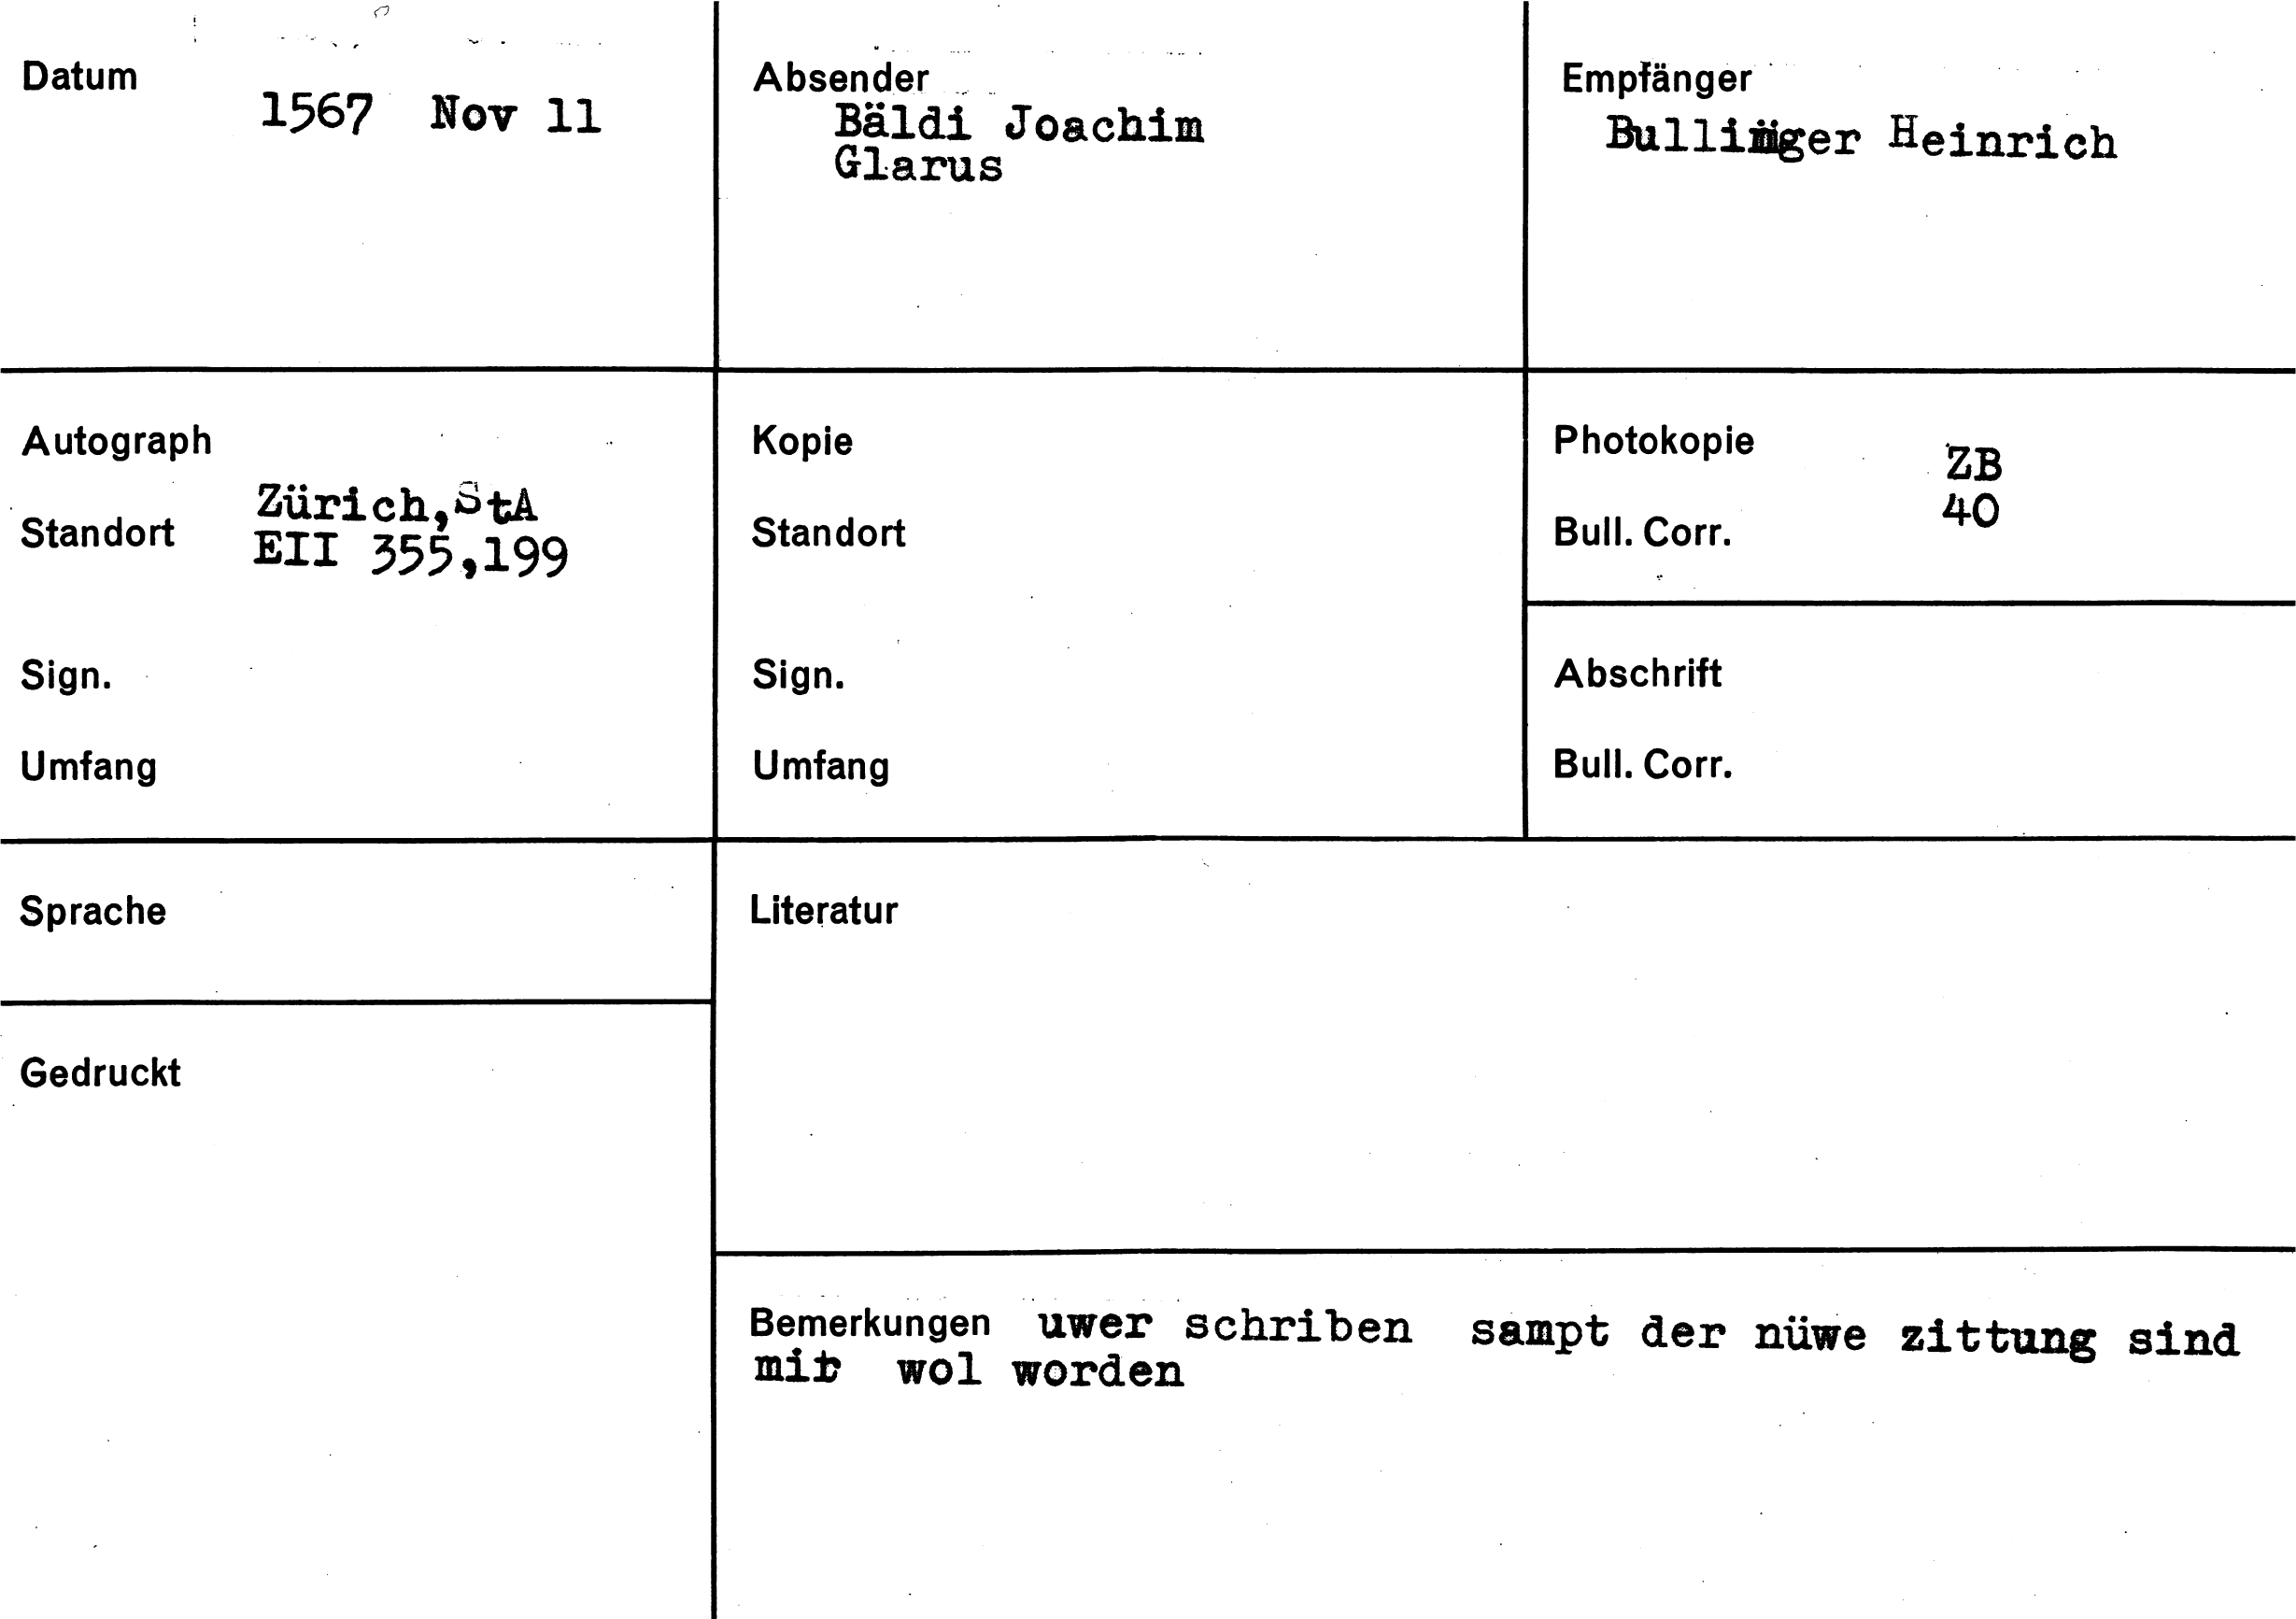 Datum
1567 Nov 11
Absender
Bäldi Joachim
Glarus
Empfänger
Bullinger Heinrich
Autograph
Standort
Zürich,StA
EII 355,199
Sign.
Umfang
Kopie
Standort
Sign.
Umfang
Photokopie
ZB
Bull. Corr.
40
Abschrift
Bull. Corr.
Sprache
Literatur
Gedruckt
Bemerkungen uwer schriben sampt der nüwe zittung sind
mir wol worden